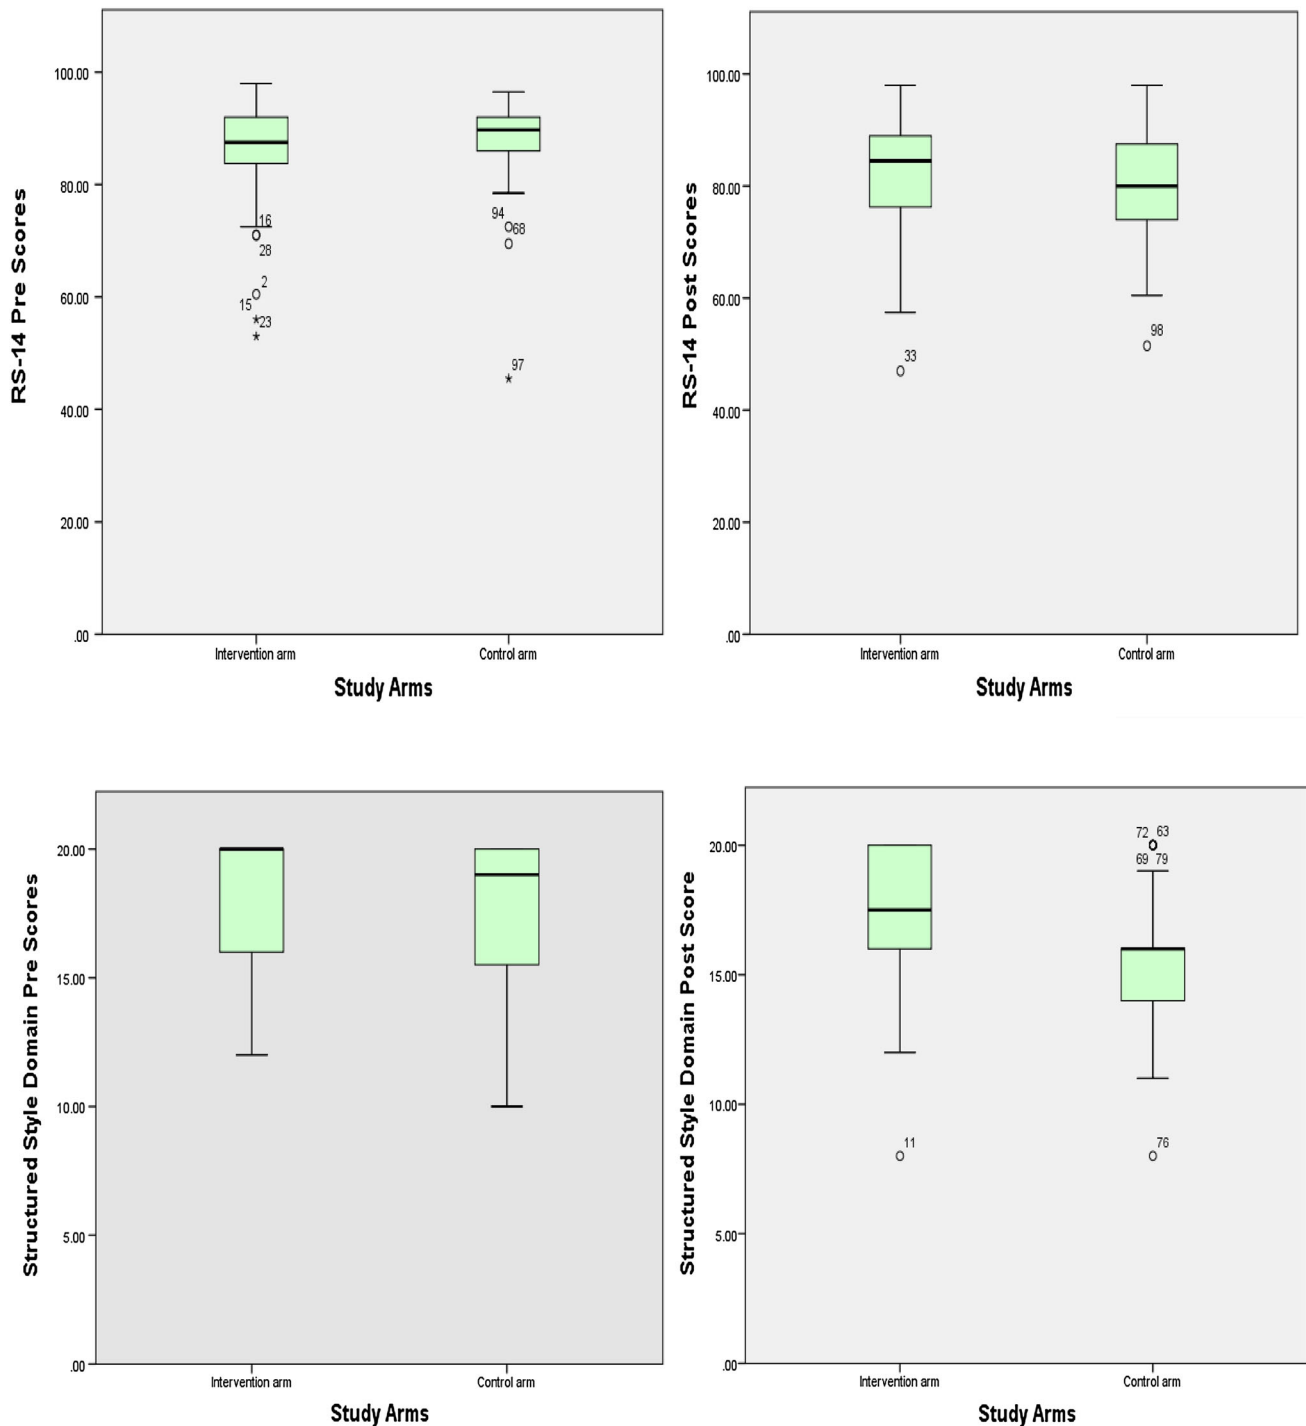 RS-14 Pre Scores
100.00
80.00
60.00
40.00
20.00
.00
16
28
2
15
23
94
68
97
Intervention arm
Control arm
Study Arms
RS-14 Post Scores
100.00
80.00
60.00
40.00
20.00
.00
33
98
Intervention arm
Control arm
Study Arms
Structured Style Domain Pre Scores
20.00
15.00
10.00
5.00
.00
Intervention arm
Control arm
Study Arms
Structured Style Domain Post Score
20.00
15.00
10.00
5.00
.00
72 63
69 79
11
76
Intervention arm
Control arm
Study Arms